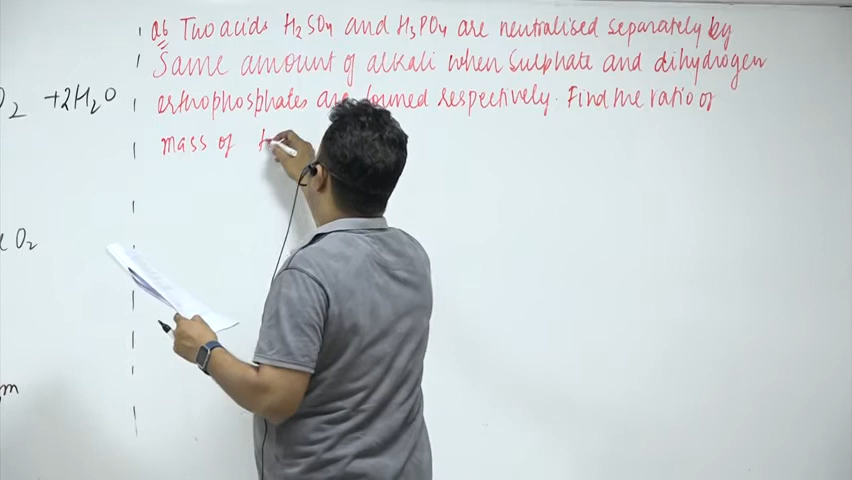 Q6 Two acids H₂SO₄ and H₃PO₄ are neutralised separately by
Same amount of alkali when Sulphate and dihydrogen
orthophosphates are formed respectively. Find the ratio of
mass of
O₂ +2H₂O
O₂
m